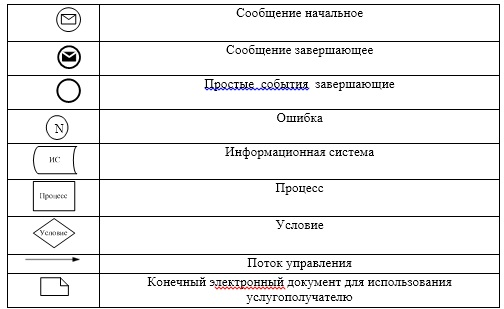 Сообщение начальное
Сообщение завершающее
Простые события завершающие
N
Ошибка
ИС
Информационная система
Процесс
Процесс
Условие
Условие
Поток управления
Конечный электронный документ для использования
услугополучателю